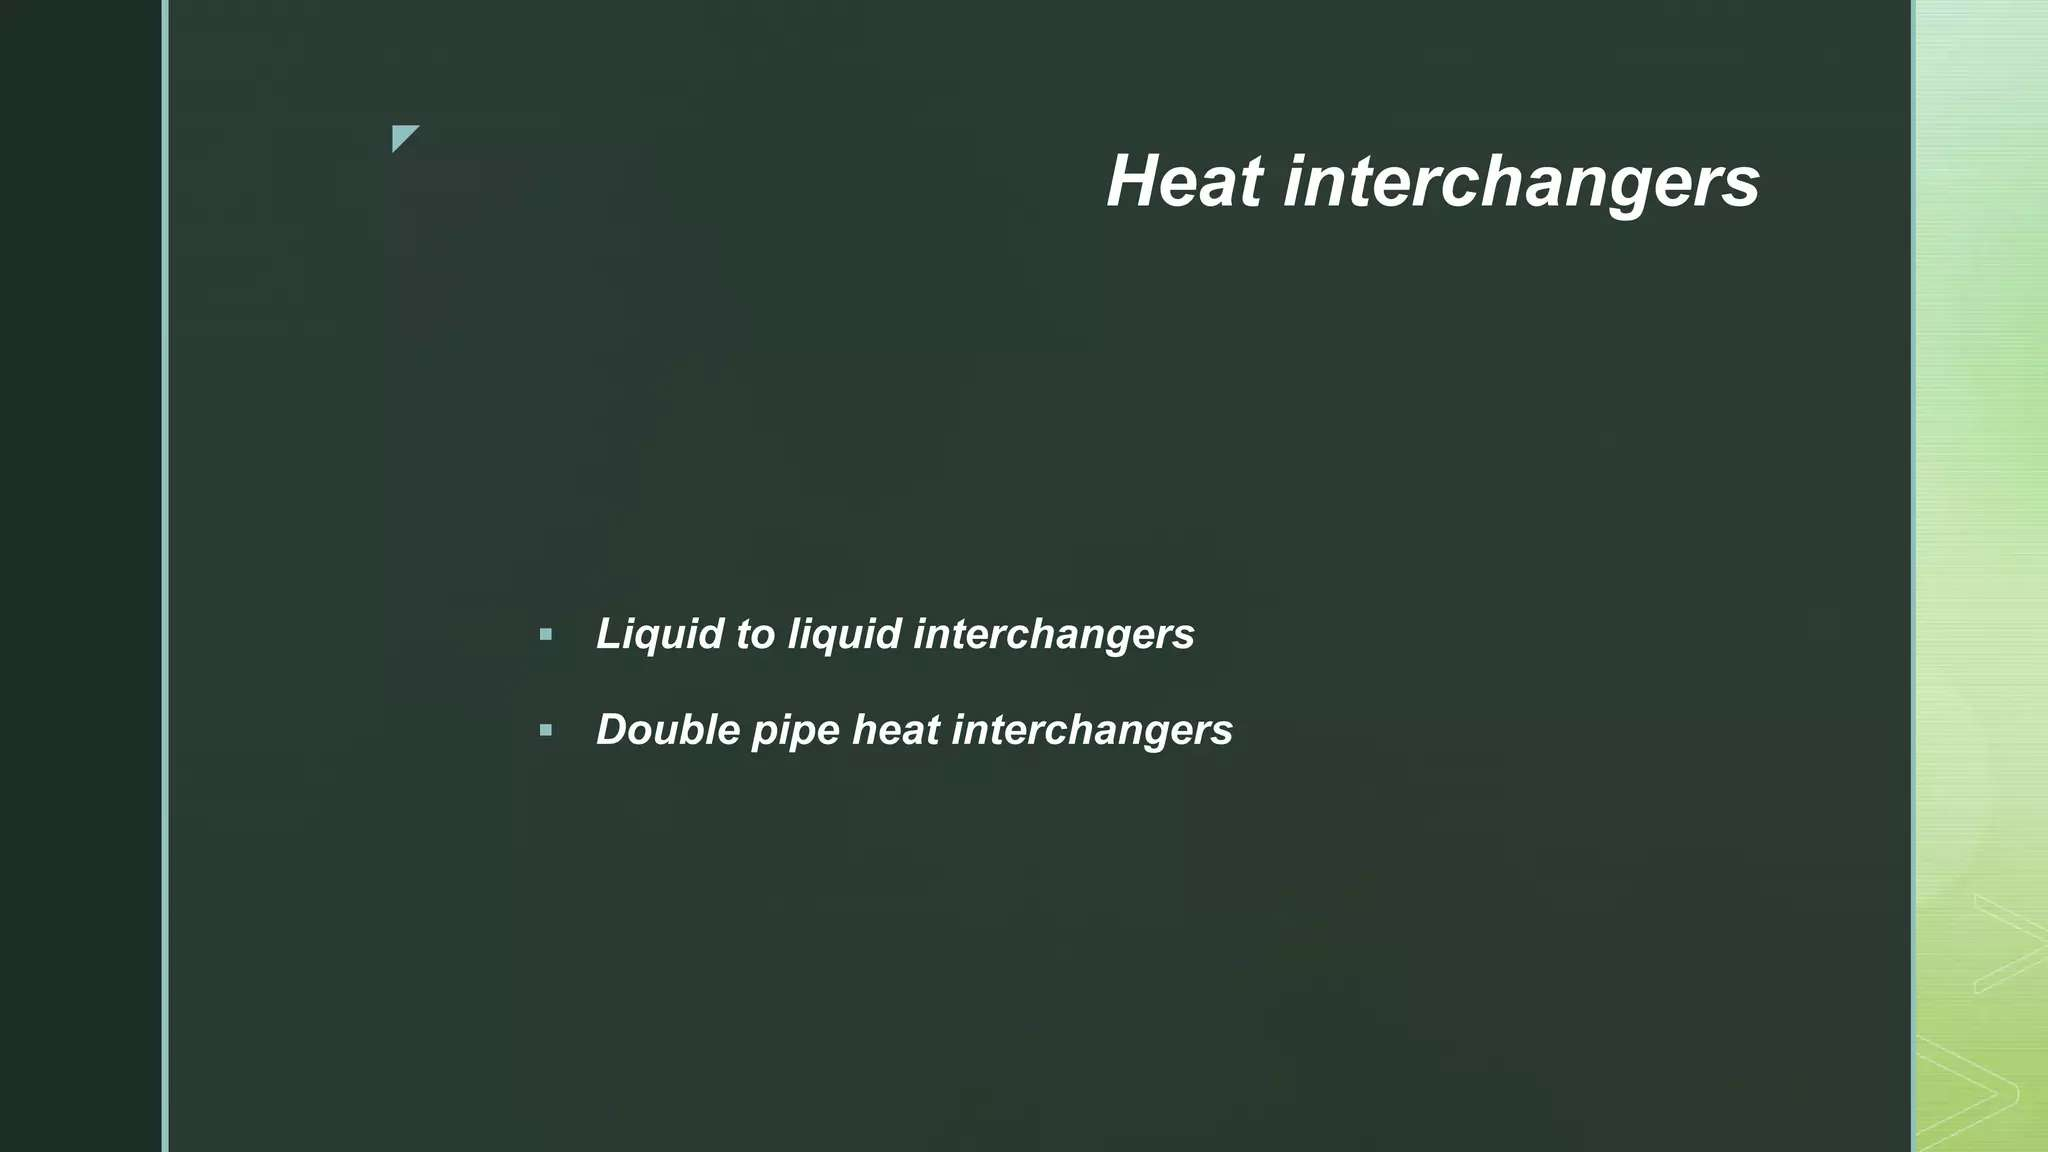 Heat interchangers
Liquid to liquid interchangers
Double pipe heat interchangers